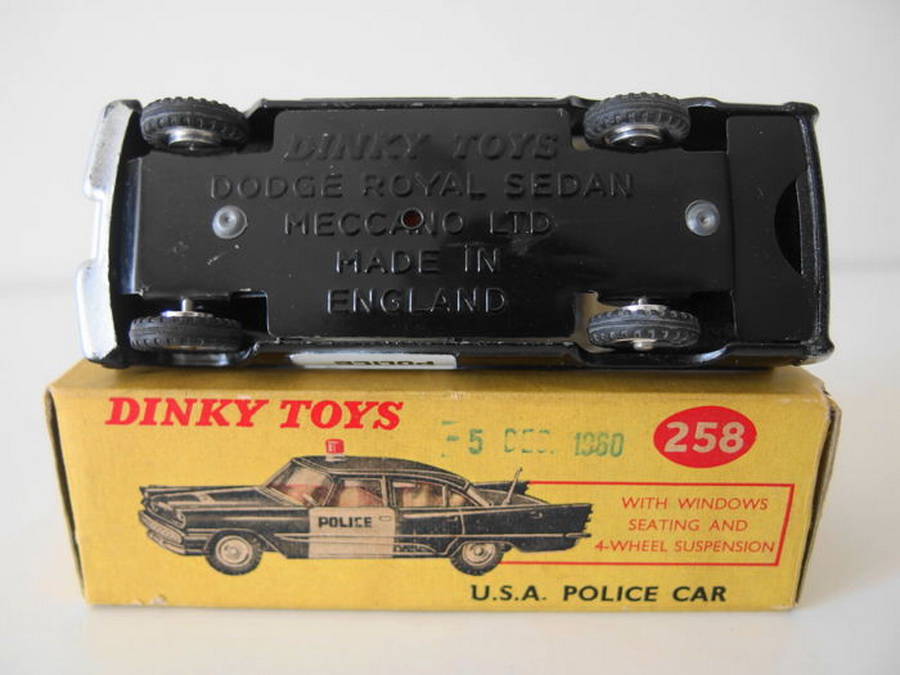 DINKY TOYS
DODGE ROYAL SEDAN
MECCANO LTD
MADE IN
ENGLAND
POLICE
DINKY TOYS
5 DEC. 1960
258
POLICE
WITH WINDOWS
SEATING AND
4-WHEEL SUSPENSION
U.S.A. POLICE CAR